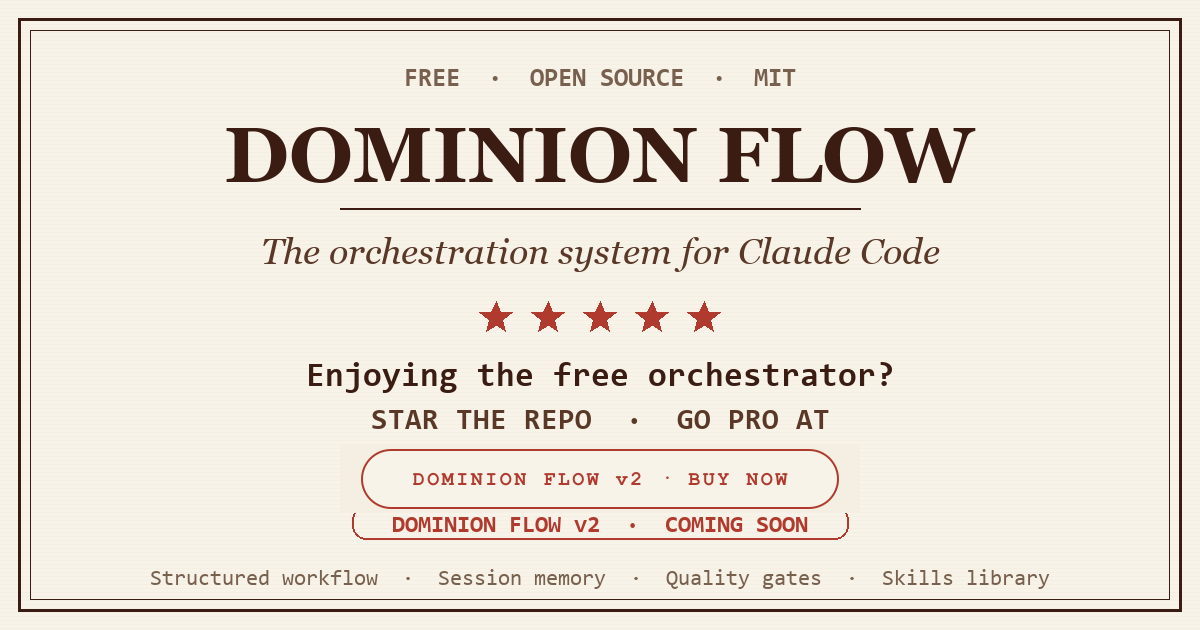 FREE · OPEN SOURCE · MIT
DOMINION FLOW
The orchestration system for Claude Code
Enjoying the free orchestrator?
STAR THE REPO · GO PRO AT
DOMINION FLOW v2 · BUY NOW
DOMINION FLOW v2 · COMING SOON
Structured workflow · Session memory · Quality gates · Skills library